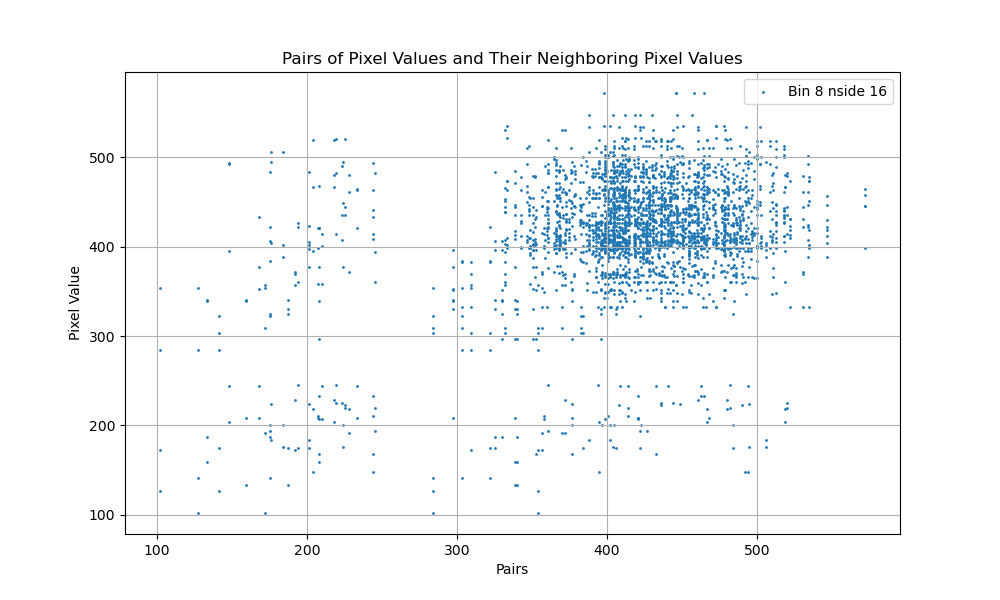 Pairs of Pixel Values and Their Neighboring Pixel Values
Bin 8 nside 16
500
400
300
200
100
Pixel Value
100 200 300 400 500
Pairs